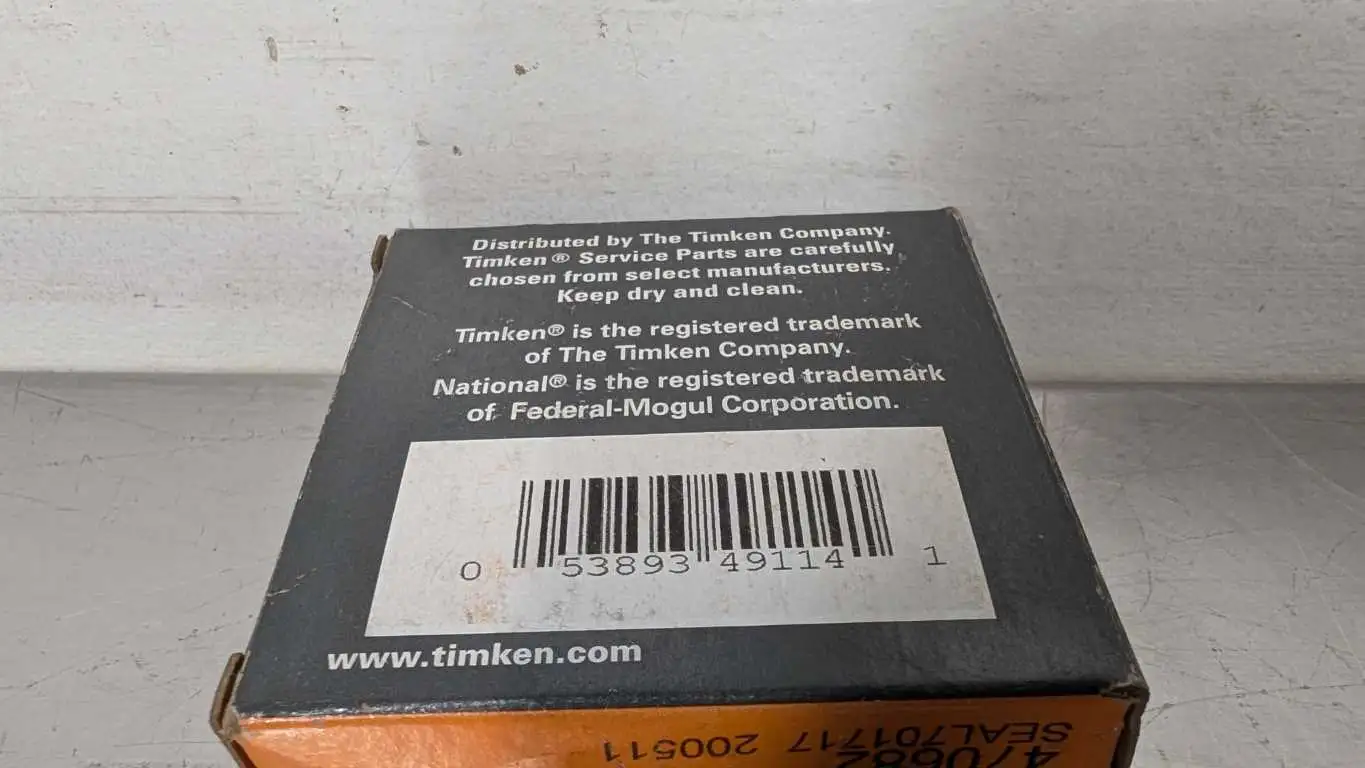 Distributed by The Timken Company.
Timken® Service Parts are carefully
chosen from select manufacturers.
Keep dry and clean.
Timken® is the registered trademark
of The Timken Company.
National® is the registered trademark
of Federal-Mogul Corporation.
0 53893 49114 1
www.timken.com
470682
SEAL701717 200511